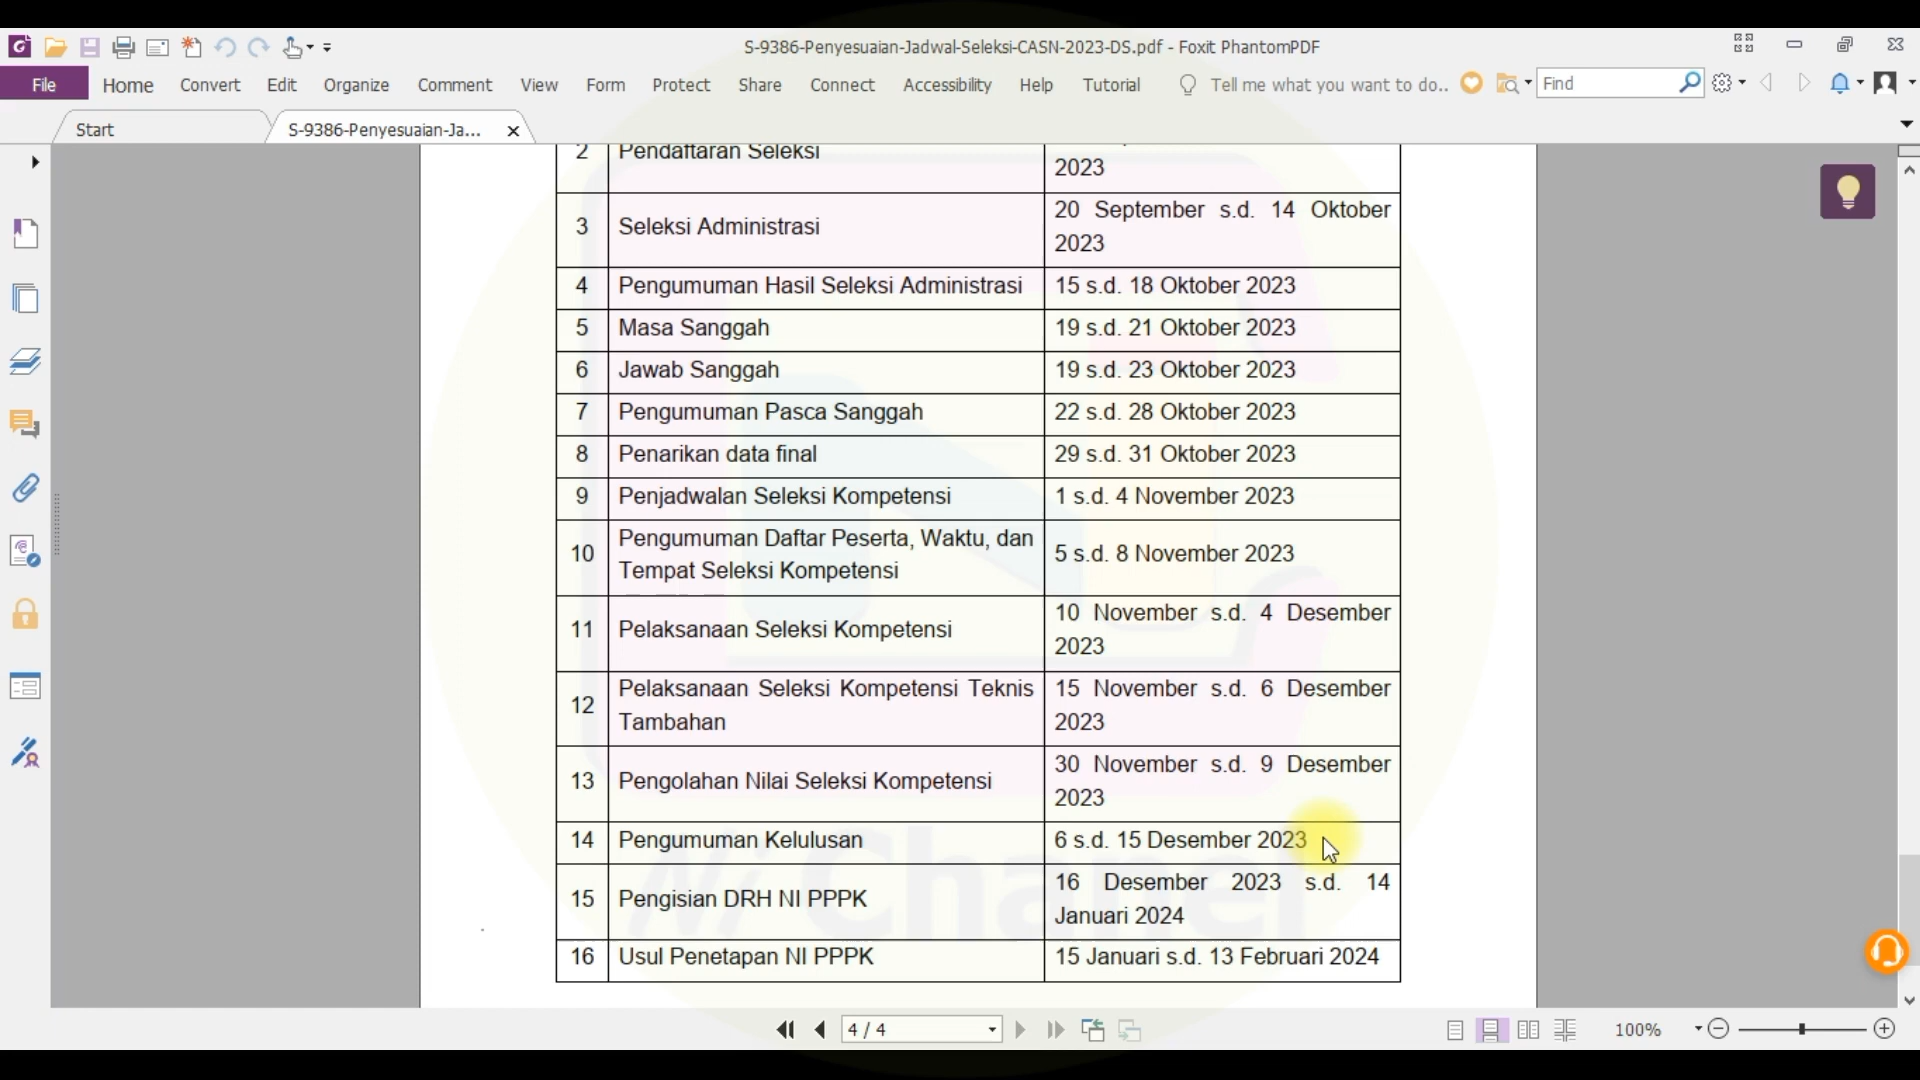 S-9386-Penyesuaian-Jadwal-Seleksi-CASN-2023-DS.pdf - Foxit PhantomPDF
File Home Convert Edit Organize Comment View Form Protect Share Connect Accessibility Help Tutorial Tell me what you want to do.. Find
Start S-9386-Penyesuaian-Ja...
2 Pendaftaran Seleksi
2023
3 Seleksi Administrasi 20 September s.d. 14 Oktober
2023
4 Pengumuman Hasil Seleksi Administrasi 15 s.d. 18 Oktober 2023
5 Masa Sanggah 19 s.d. 21 Oktober 2023
6 Jawab Sanggah 19 s.d. 23 Oktober 2023
7 Pengumuman Pasca Sanggah 22 s.d. 28 Oktober 2023
8 Penarikan data final 29 s.d. 31 Oktober 2023
9 Penjadwalan Seleksi Kompetensi 1 s.d. 4 November 2023
10 Pengumuman Daftar Peserta, Waktu, dan
Tempat Seleksi Kompetensi 5 s.d. 8 November 2023
11 Pelaksanaan Seleksi Kompetensi 10 November s.d. 4 Desember
2023
12 Pelaksanaan Seleksi Kompetensi Teknis
Tambahan 15 November s.d. 6 Desember
2023
13 Pengolahan Nilai Seleksi Kompetensi 30 November s.d. 9 Desember
2023
14 Pengumuman Kelulusan 6 s.d. 15 Desember 2023
15 Pengisian DRH NI PPPK 16 Desember 2023 s.d. 14
Januari 2024
16 Usul Penetapan NI PPPK 15 Januari s.d. 13 Februari 2024
Ni Chanel
4 / 4 100%